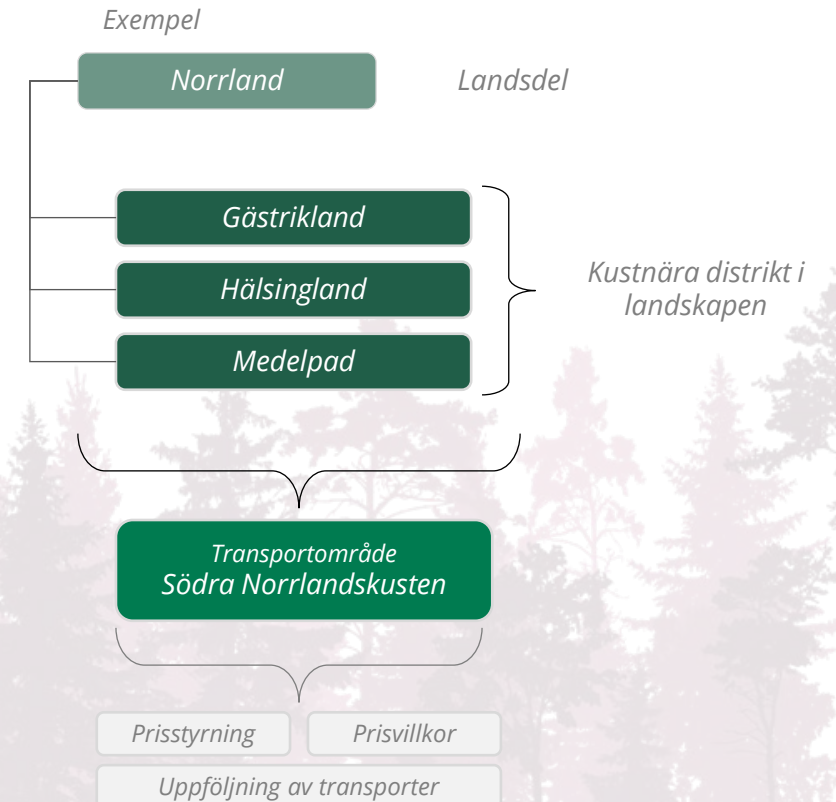 Exempel
Norrland
Landsdel
Gästrikland
Hälsingland
Medelpad
Kustnära distrikt i
landskapen
Transportområde
Södra Norrlandskusten
Prisstyrning
Prisvillkor
Uppföljning av transporter